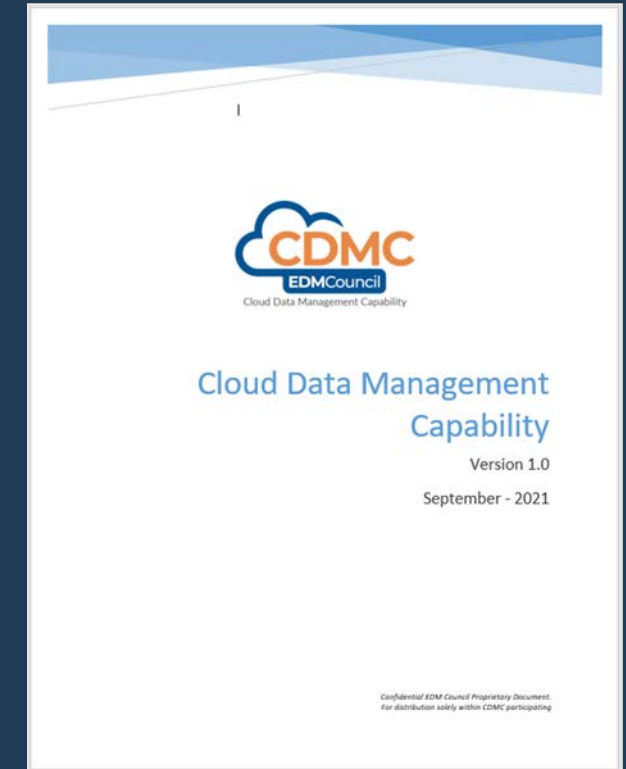 CDMC
EDMCouncil
Cloud Data Management Capability
Cloud Data Management
Capability
Version 1.0
September - 2021
Confidential EDM Council Proprietary Document.
For distribution solely within CDMC participating